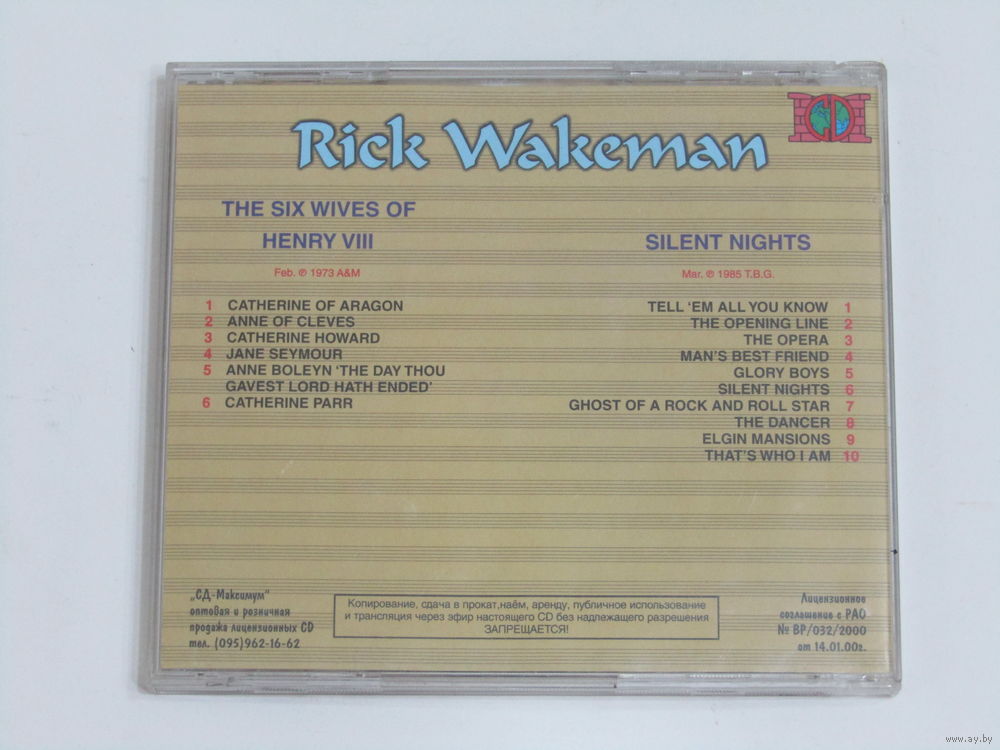 CD
Rick Wakeman
THE SIX WIVES OF
HENRY VIII
Feb. ℗ 1973 A&M
1 CATHERINE OF ARAGON
2 ANNE OF CLEVES
3 CATHERINE HOWARD
4 JANE SEYMOUR
5 ANNE BOLEYN ‘THE DAY THOU
GAVEST LORD HATH ENDED’
6 CATHERINE PARR
SILENT NIGHTS
Mar. ℗ 1985 T.B.G.
TELL ‘EM ALL YOU KNOW 1
THE OPENING LINE 2
THE OPERA 3
MAN’S BEST FRIEND 4
GLORY BOYS 5
SILENT NIGHTS 6
GHOST OF A ROCK AND ROLL STAR 7
THE DANCER 8
ELGIN MANSIONS 9
THAT’S WHO I AM 10
„СД-Максимум“
оптовая и розничная
продажа лицензионных CD
тел. (095)962-16-62
Копирование, сдача в прокат,наём, аренду, публичное использование
и трансляция через эфир настоящего CD без надлежащего разрешения
ЗАПРЕЩАЕТСЯ!
Лицензионное
соглашение с РАО
№ ВР/032/2000
от 14.01.00г.
www.ay.by